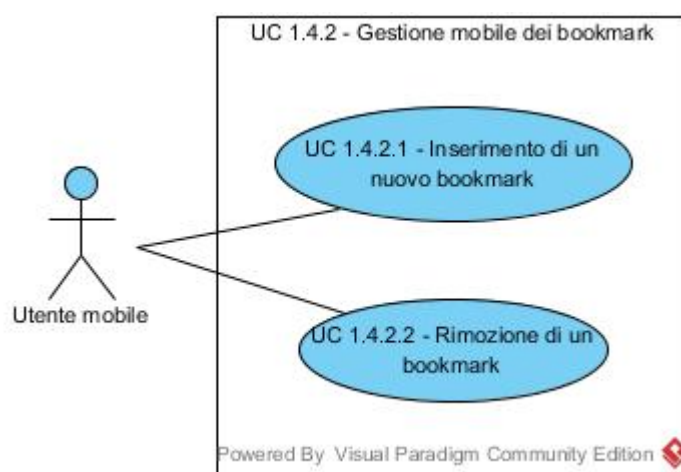 UC 1.4.2 - Gestione mobile dei bookmark
UC 1.4.2.1 - Inserimento di un
nuovo bookmark
Utente mobile
UC 1.4.2.2 - Rimozione di un
bookmark
Powered By Visual Paradigm Community Edition